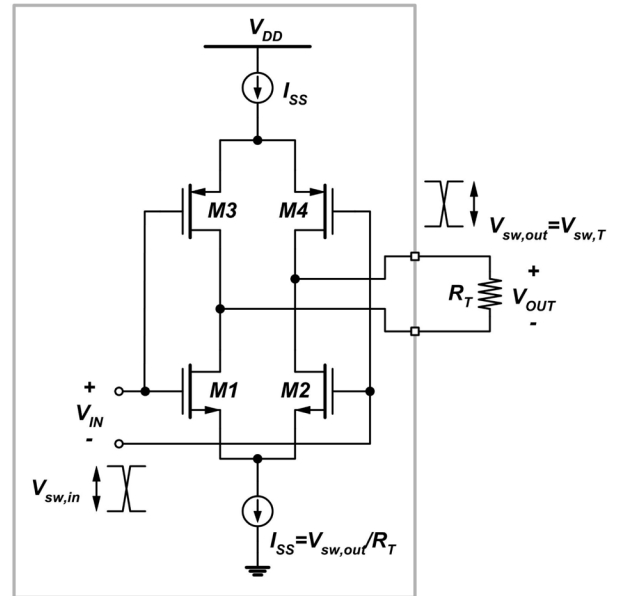 V_DD
I_SS
M3
M4
V_sw,out=V_sw,T
+
R_T
V_OUT
-
M1
M2
+
V_IN
-
V_sw,in
I_SS=V_sw,out/R_T